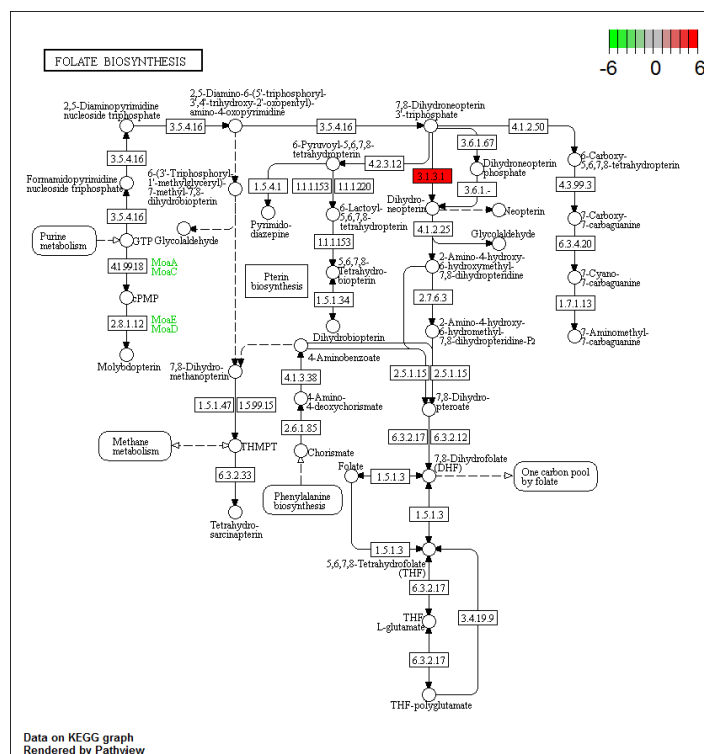 -6
0
6
FOLATE BIOSYNTHESIS
2,5-Diaminopyrimidine
nucleoside triphosphate
2,5-Diamino-6-(5'-triphosphoryl-
3',4'-trihydroxy-2'-oxopentyl)-
amino-4-oxopyrimidine
7,8-Dihydroneopterin
3'-triphosphate
3.5.4.16
3.5.4.16
4.1.2.50
3.5.4.16
6-Pyruvoyl-5,6,7,8-
tetrahydropterin
4.2.3.12
3.6.1.67
6-Carboxy-
5,6,7,8-tetrahydropterin
Formamidopyrimidine
nucleoside triphosphate
6-(3'-Triphosphoryl-
1'-methylglyceryl)-
7-methyl-7,8-
dihydrobiopterin
1.5.4.1
1.1.1.153
1.1.1.220
3.1.3.1
Dihydroneopterin
phosphate
4.3.99.3
3.6.1.-
3.5.4.16
Pyrimido-
diazepine
6-Lactoyl-
5,6,7,8-
tetrahydropterin
Dihydro-
neopterin
Neopterin
7-Carboxy-
7-carbaguanine
Purine
metabolism
GTP
Glycolaldehyde
4.1.2.25
Glycolaldehyde
6.3.4.20
1.1.1.153
4.1.99.18
MoaA
MoaC
Pterin
biosynthesis
5,6,7,8-
Tetrahydro-
biopterin
2-Amino-4-hydroxy-
6-hydroxymethyl-
7,8-dihydropteridine
7-Cyano-
7-carbaguanine
cPMP
1.5.1.34
2.7.6.3
1.7.1.13
2.8.1.12
MoaE
MoaD
Dihydrobiopterin
2-Amino-4-hydroxy-
6-hydromethyl-
7,8-dihydropteridine-P2
7-Aminomethyl-
7-carbaguanine
Molybdopterin
4-Aminobenzoate
7,8-Dihydro-
methanopterin
4.1.3.38
2.5.1.15
2.5.1.15
1.5.1.47
1.5.99.15
4-Amino-
4-deoxychorismate
7,8-Dihydro-
pteroate
2.6.1.85
6.3.2.17
6.3.2.12
Methane
metabolism
THMPT
Chorismate
Folate
7,8-Dihydrofolate
(DHF)
One carbon pool
by folate
6.3.2.33
1.5.1.3
Phenylalanine
biosynthesis
1.5.1.3
Tetrahydro-
sarcinapterin
1.5.1.3
5,6,7,8-Tetrahydrofolate
(THF)
6.3.2.17
THF
L-glutamate
3.4.19.9
6.3.2.17
THF-polyglutamate
Data on KEGG graph
Rendered by Pathview